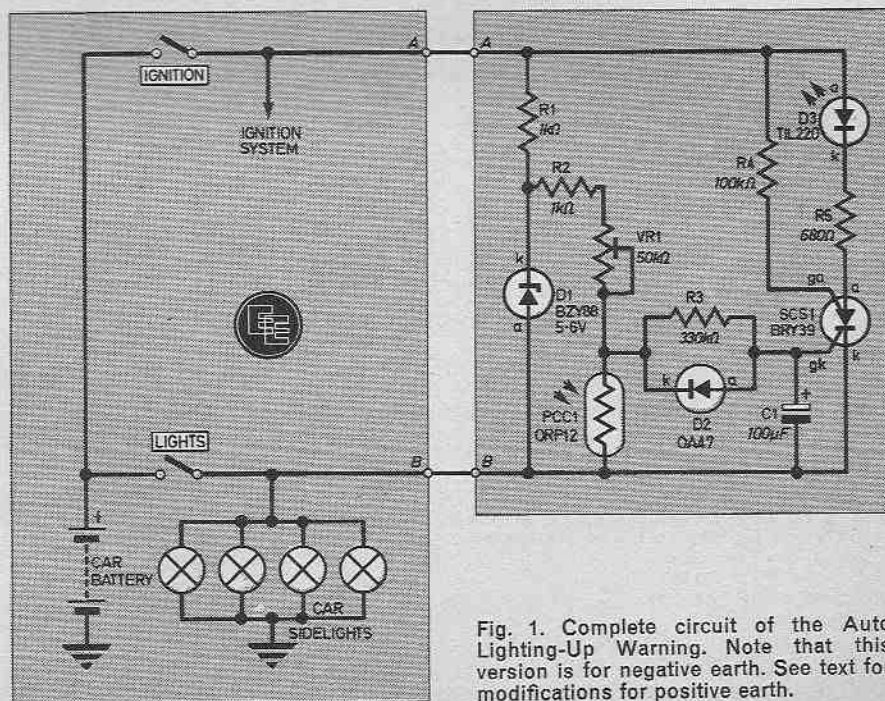 IGNITION
IGNITION
SYSTEM
A
A
R1
1kΩ
R2
1kΩ
VR1
50kΩ
k
D1
BZY88
5·6V
a
R3
330kΩ
k
a
D2
OA47
PCC1
ORP12
R4
100kΩ
a
D3
TIL220
k
R5
680Ω
ga
a
SCS1
BRY39
gk
k
+
C1
100µF
LIGHTS
B
B
+
CAR
BATTERY
CAR
SIDELIGHTS
Fig. 1. Complete circuit of the Auto
Lighting-Up Warning. Note that this
version is for negative earth. See text fo
modifications for positive earth.